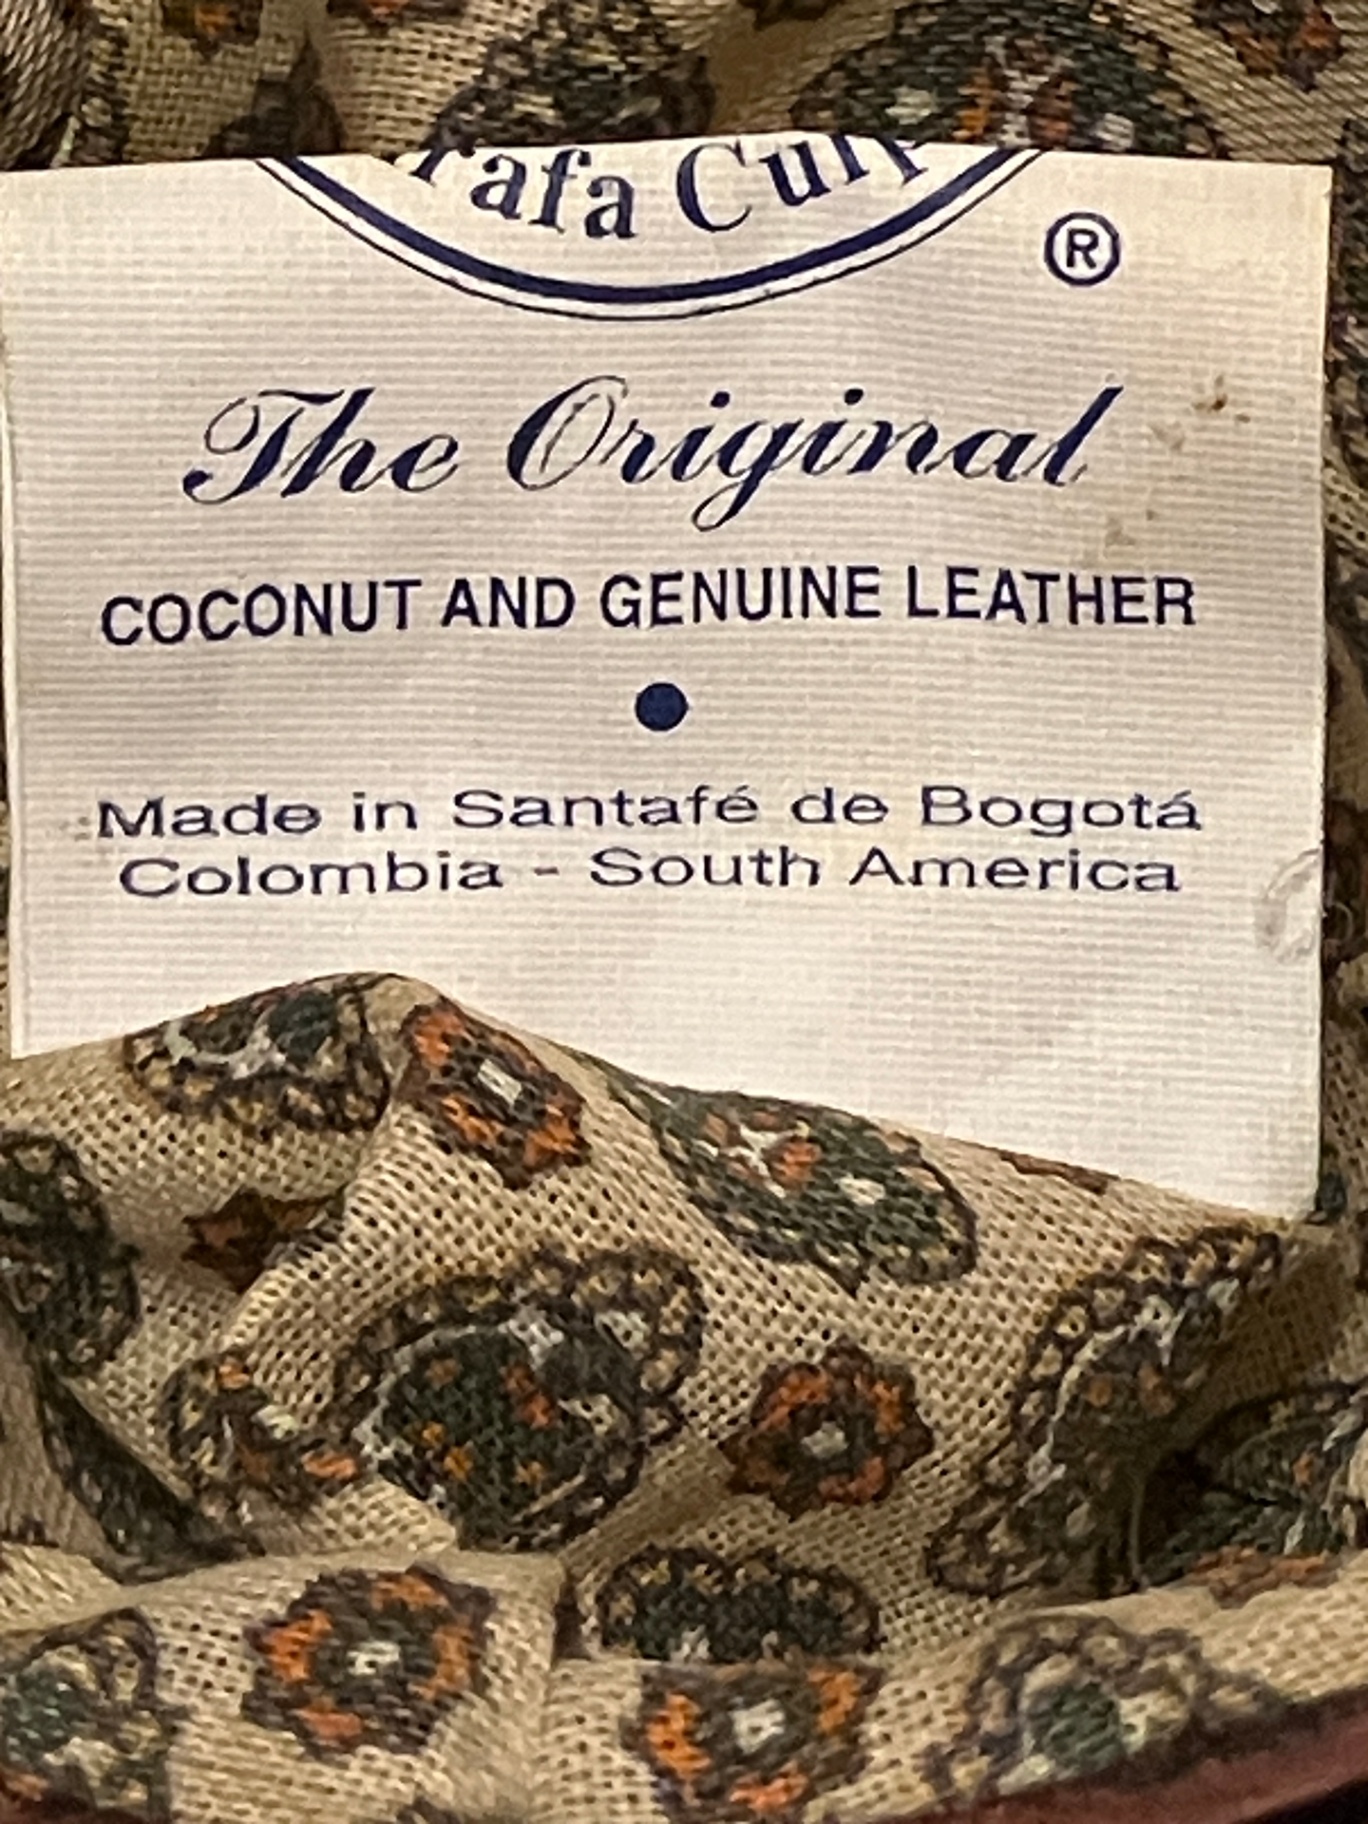 ®
The Original
COCONUT AND GENUINE LEATHER
Made in Santafé de Bogotá
Colombia - South America